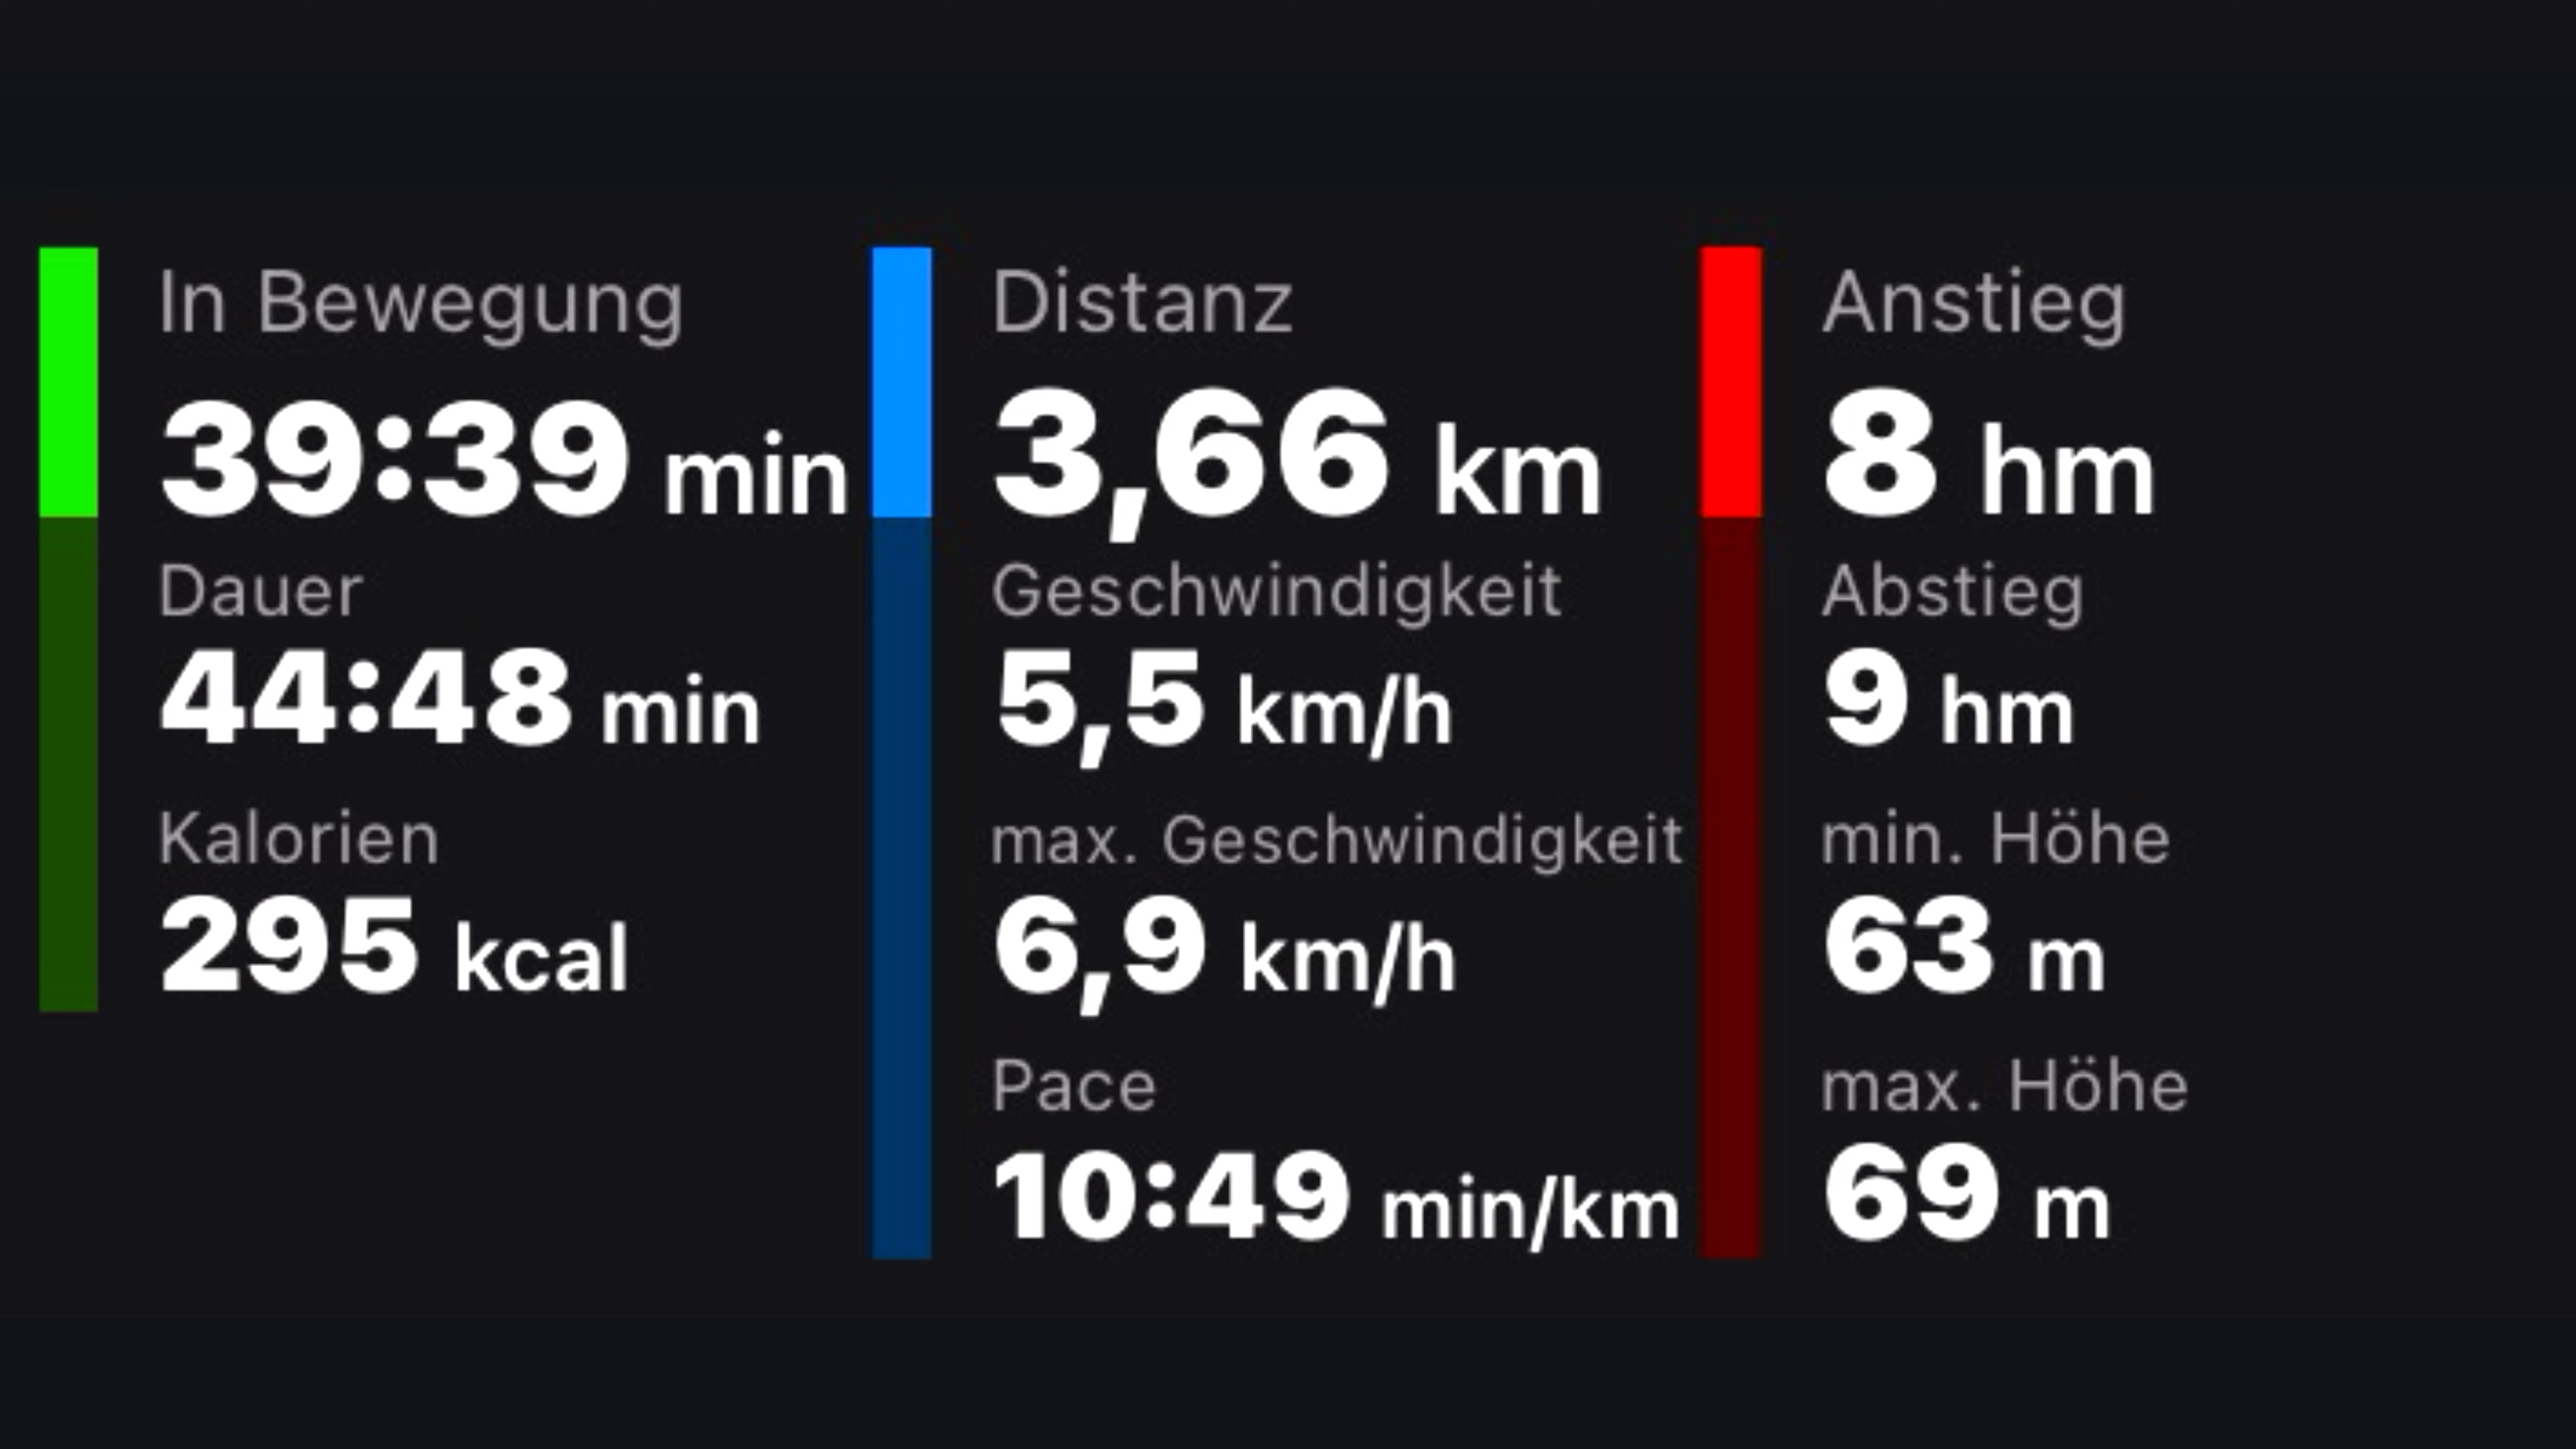 In Bewegung
39:39 min
Dauer
44:48 min
Kalorien
295 kcal
Distanz
3,66 km
Geschwindigkeit
5,5 km/h
max. Geschwindigkeit
6,9 km/h
Pace
10:49 min/km
Anstieg
8 hm
Abstieg
9 hm
min. Höhe
63 m
max. Höhe
69 m